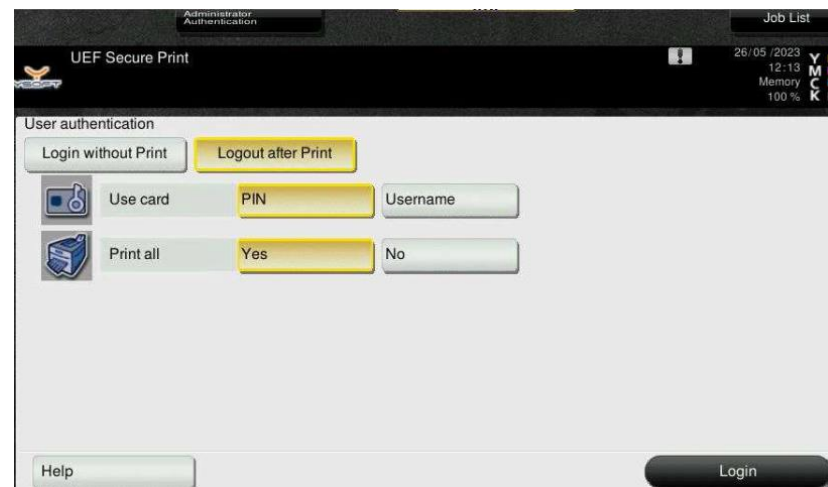 Administrator
Authentication
Job List
UEF Secure Print
26/05 /2023
12:13
Memory
100 %
Y
M
C
K
YSOFT
User authentication
Login without Print
Logout after Print
Use card
PIN
Username
Print all
Yes
No
Help
Login